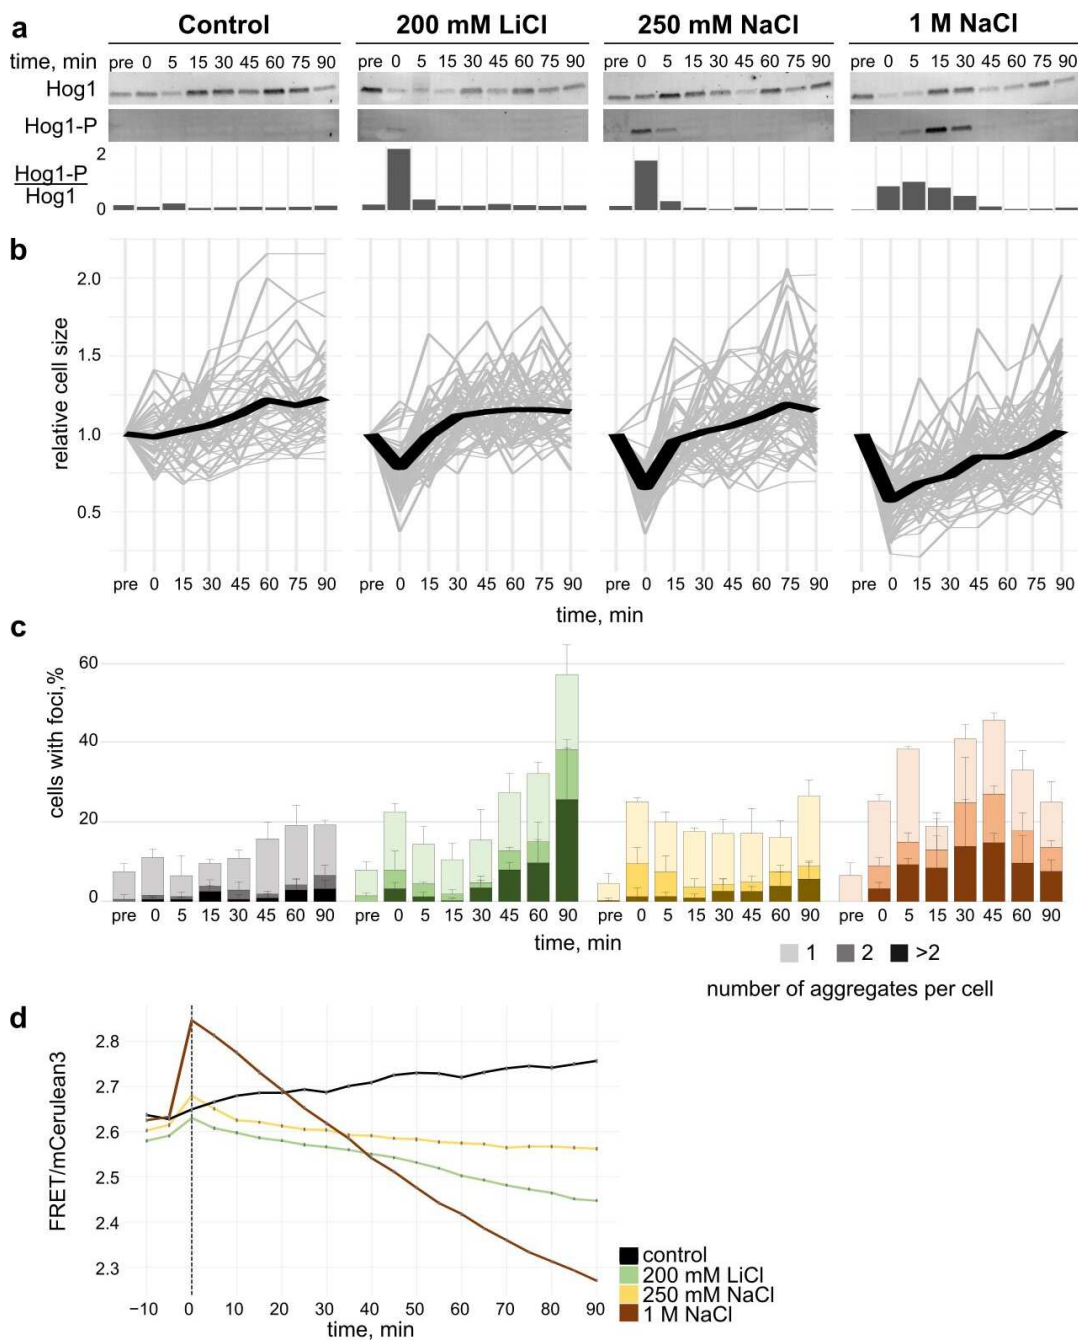 a
Control 200 mM LiCl 250 mM NaCl 1 M NaCl
time, min pre 0 5 15 30 45 60 75 90 pre 0 5 15 30 45 60 75 90 pre 0 5 15 30 45 60 75 90 pre 0 5 15 30 45 60 75 90
Hog1
Hog1-P
2
Hog1-P
Hog1
0
b
2.0
1.5
1.0
0.5
relative cell size
pre 0 15 30 45 60 75 90 pre 0 15 30 45 60 75 90 pre 0 15 30 45 60 75 90 pre 0 15 30 45 60 75 90
time, min
c
60
40
20
0
cells with foci,%
pre 0 5 15 30 45 60 90 pre 0 5 15 30 45 60 90 pre 0 5 15 30 45 60 90 pre 0 5 15 30 45 60 90
time, min
1 2 >2
number of aggregates per cell
d
2.8
2.7
2.6
2.5
2.4
2.3
FRET/mCerulean3
−10 0 10 20 30 40 50 60 70 80 90
time, min
control
200 mM LiCl
250 mM NaCl
1 M NaCl